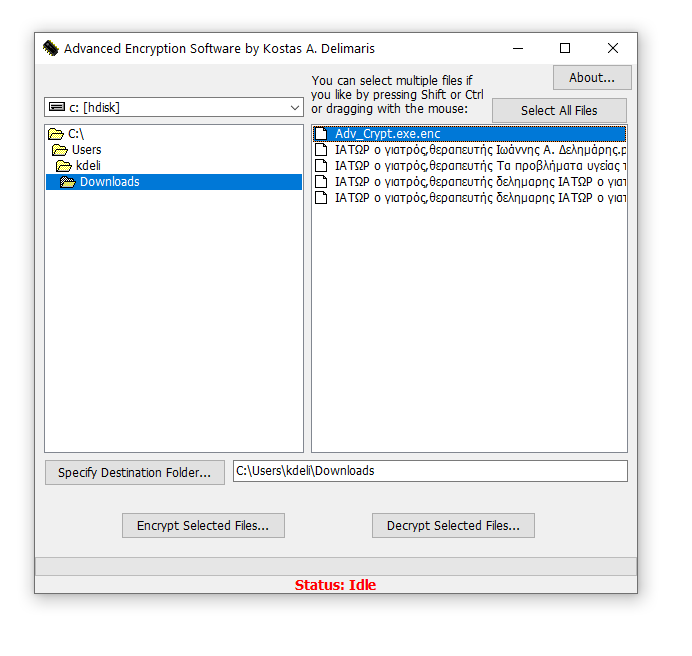 Advanced Encryption Software by Kostas A. Delimaris
You can select multiple files if
you like by pressing Shift or Ctrl
or dragging with the mouse:
About...
c: [hdisk]
Select All Files
C:\
Users
kdeli
Downloads
Adv_Crypt.exe.enc
ΙΑΤΩΡ ο γιατρός,θεραπευτής Ιωάννης Α. Δελημάρης.p
ΙΑΤΩΡ ο γιατρός,θεραπευτής Τα προβλήματα υγείας τ
ΙΑΤΩΡ ο γιατρός,θεραπευτής δελημαρης ΙΑΤΩΡ ο γιατ
ΙΑΤΩΡ ο γιατρός,θεραπευτής δελημαρης ΙΑΤΩΡ ο γιατ
Specify Destination Folder...
C:\Users\kdeli\Downloads
Encrypt Selected Files...
Decrypt Selected Files...
Status: Idle